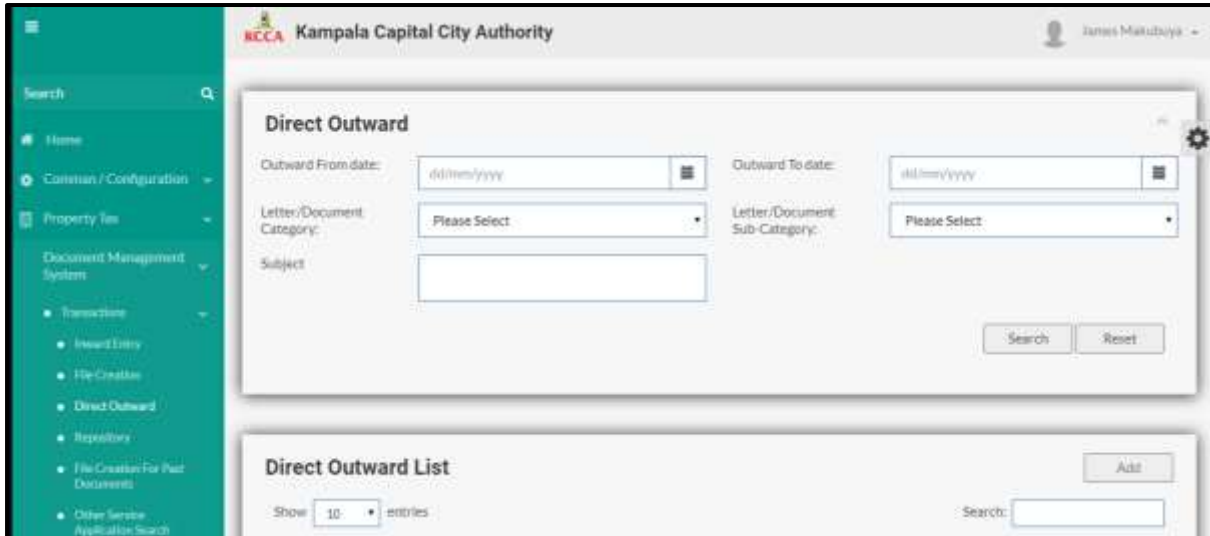 KCCA Kampala Capital City Authority
James Makubuya
Search
Home
Common / Configuration
Property Tax
Document Management
System
Transactions
Inward Entry
File Creation
Direct Outward
Repository
File Creation For Past
Documents
Other Service
Application Search
Direct Outward
Outward From date:
dd/mm/yyyy
Outward To date:
dd/mm/yyyy
Letter/Document
Category:
Please Select
Letter/Document
Sub-Category:
Please Select
Subject
Search
Reset
Direct Outward List
Add
Show 10 entries
Search: